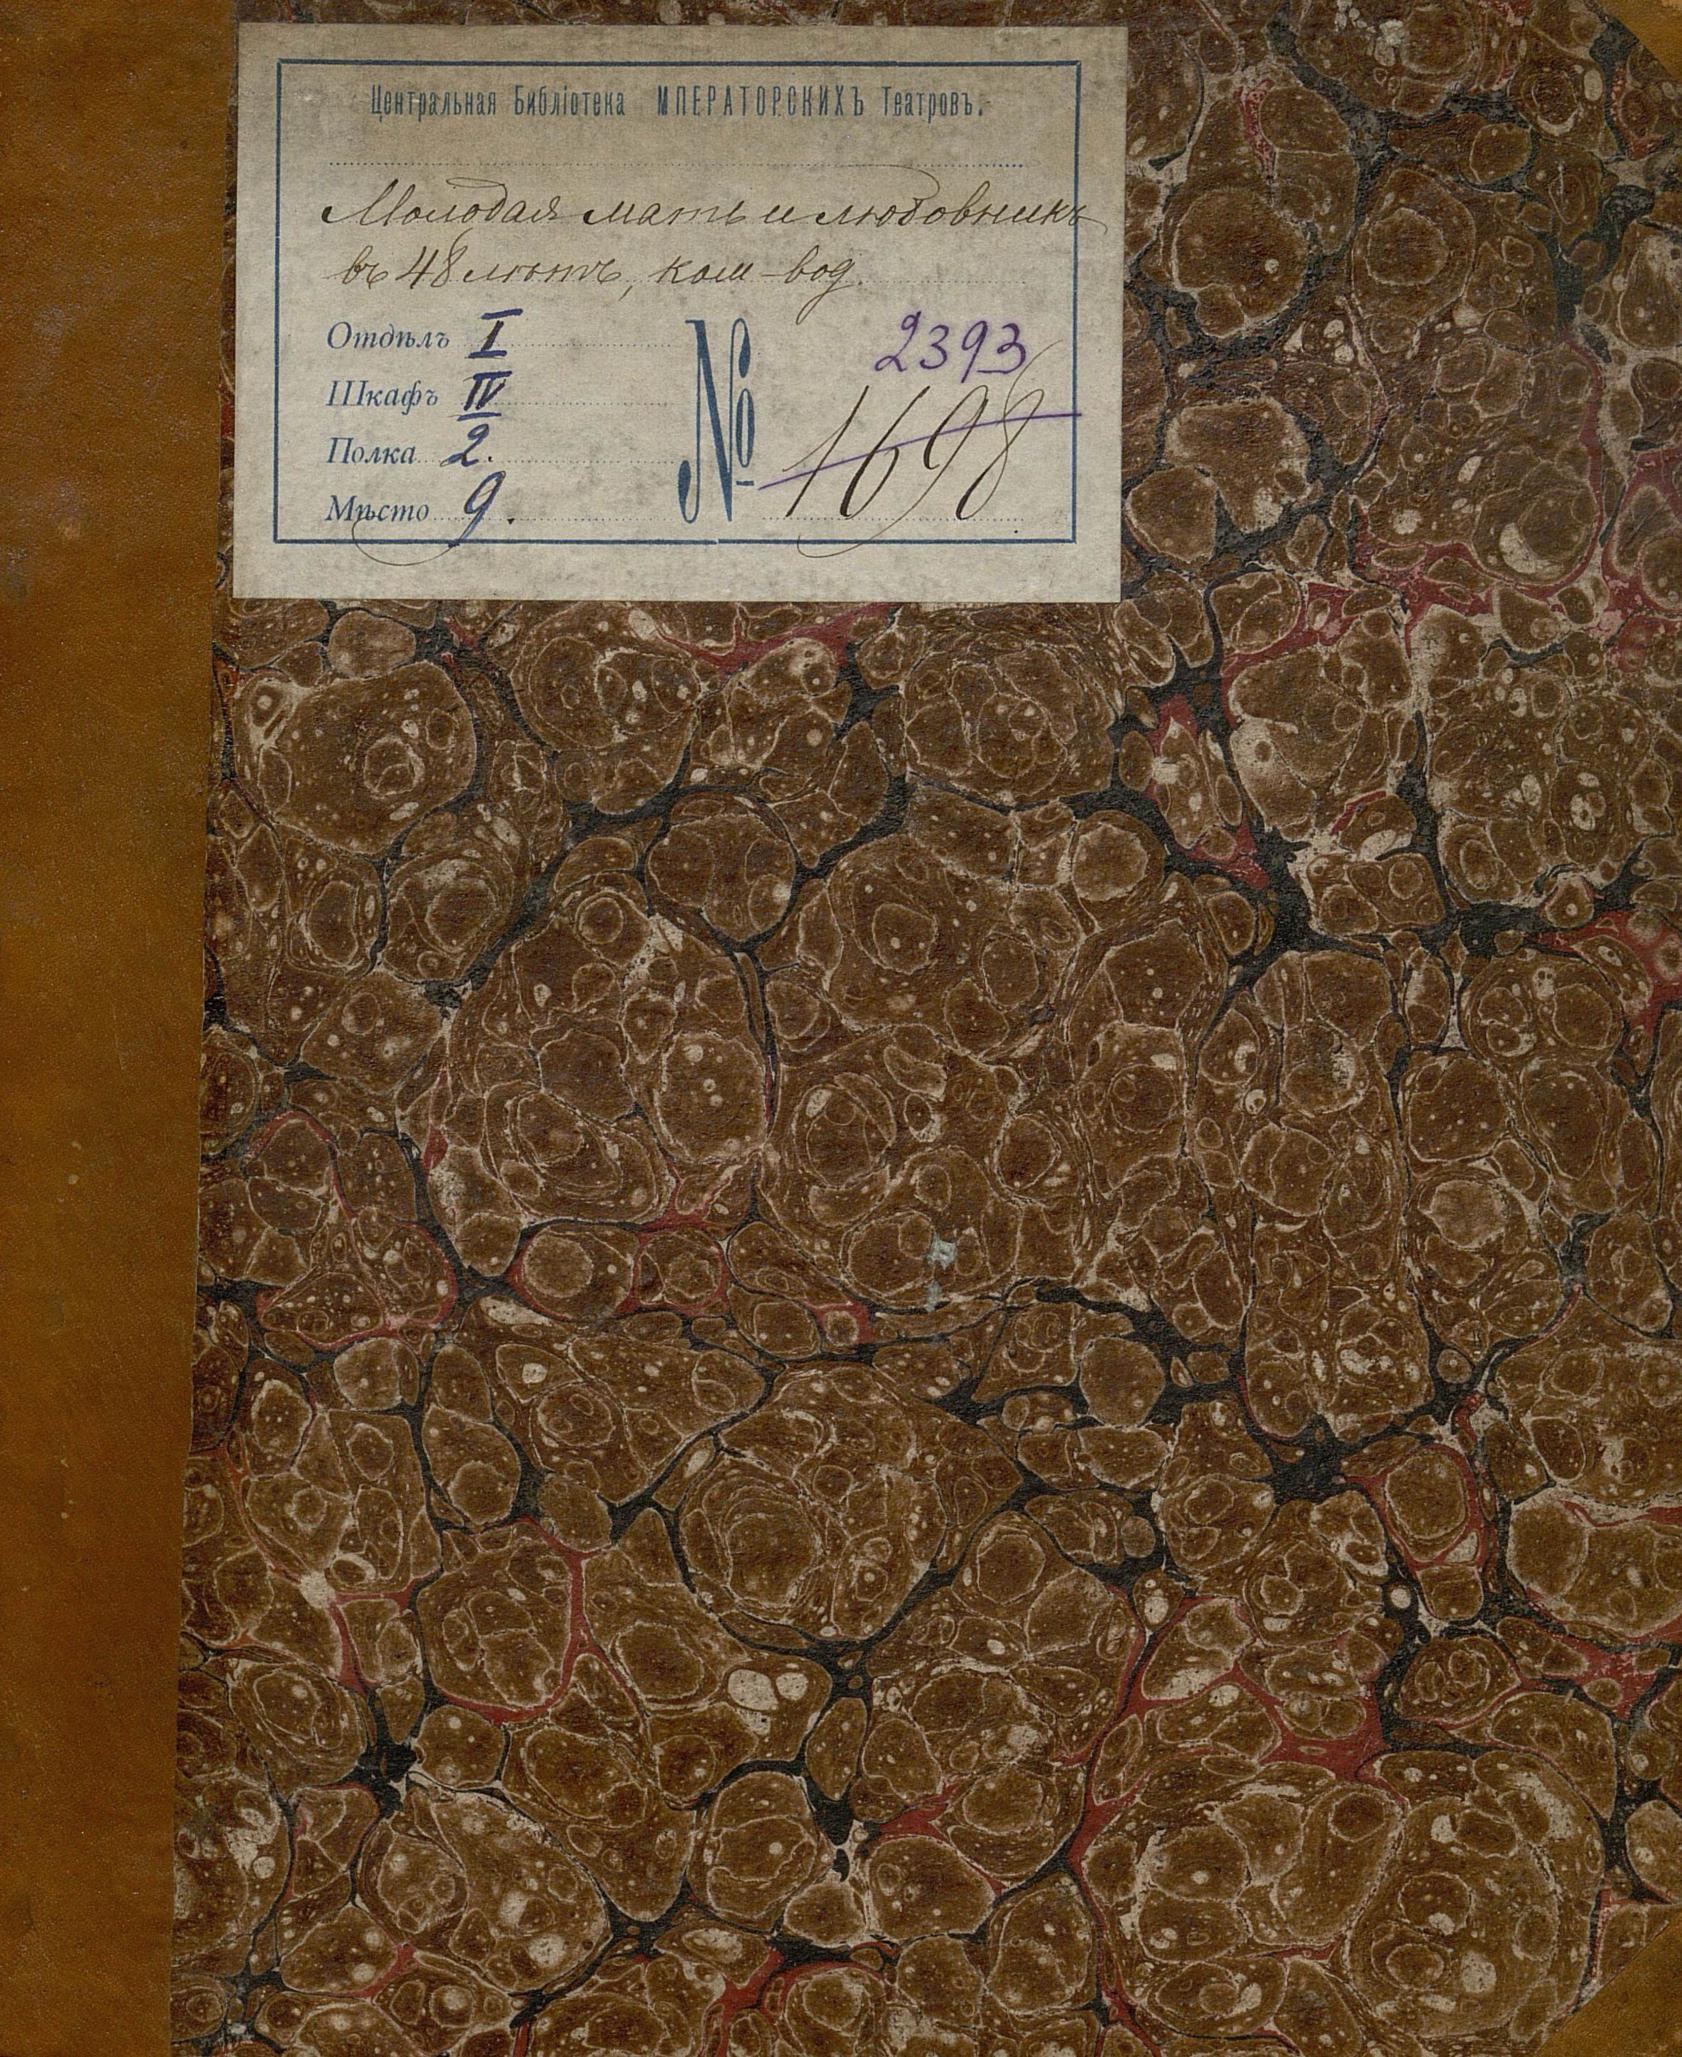 Центральная Библіотека МПЕРАТОРСКИХЪ Театровъ.
Молодая мать и любовникъ
въ 48 лѣтъ, ком-вод.
Отдѣлъ I
Шкафъ IV
Полка 2.
Мѣсто 9.
№ 2393
1698